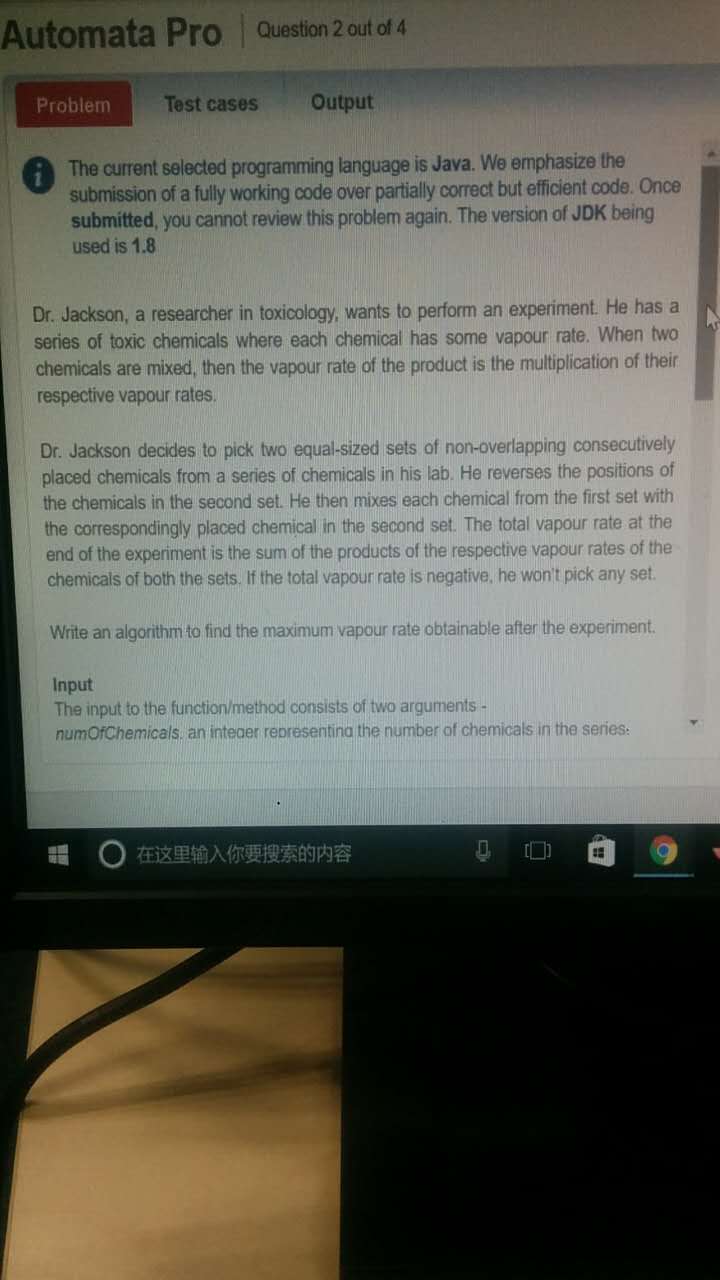 Automata Pro
Question 2 out of 4
Problem
Test cases
Output
The current selected programming language is Java. We emphasize the
submission of a fully working code over partially correct but efficient code. Once
submitted, you cannot review this problem again. The version of JDK being
used is 1.8
Dr. Jackson, a researcher in toxicology, wants to perform an experiment. He has a
series of toxic chemicals where each chemical has some vapour rate. When two
chemicals are mixed, then the vapour rate of the product is the multiplication of their
respective vapour rates.
Dr. Jackson decides to pick two equal-sized sets of non-overlapping consecutively
placed chemicals from a series of chemicals in his lab. He reverses the positions of
the chemicals in the second set. He then mixes each chemical from the first set with
the correspondingly placed chemical in the second set. The total vapour rate at the
end of the experiment is the sum of the products of the respective vapour rates of the
chemicals of both the sets. If the total vapour rate is negative, he won't pick any set.
Write an algorithm to find the maximum vapour rate obtainable after the experiment.
Input
The input to the function/method consists of two arguments -
numOfChemicals, an integer representing the number of chemicals in the series;
在这里输入你要搜索的内容